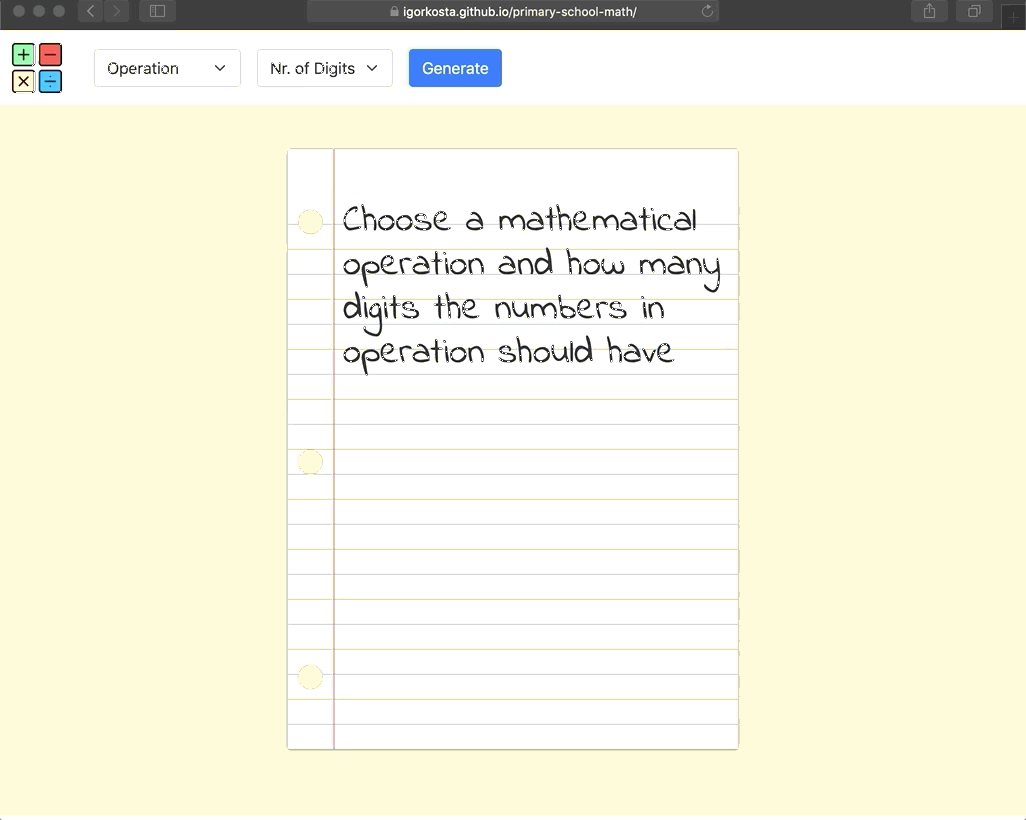 igorkosta.github.io/primary-school-math/
Operation
Nr. of Digits
Generate
Choose a mathematical
operation and how many
digits the numbers in
operation should have